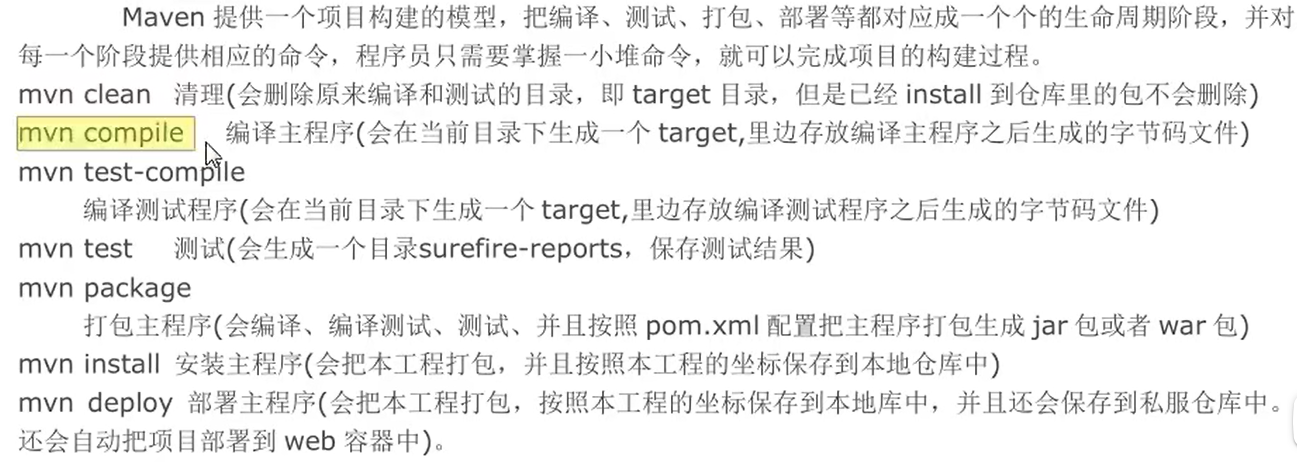 Maven 提供一个项目构建的模型，把编译、测试、打包、部署等都对应成一个个的生命周期阶段，并对
每一个阶段提供相应的命令，程序员只需要掌握一小堆命令，就可以完成项目的构建过程。
mvn clean 清理(会删除原来编译和测试的目录，即 target 目录，但是已经 install 到仓库里的包不会删除)
mvn compile 编译主程序(会在当前目录下生成一个 target,里边存放编译主程序之后生成的字节码文件)
mvn test-compile
编译测试程序(会在当前目录下生成一个 target,里边存放编译测试程序之后生成的字节码文件)
mvn test 测试(会生成一个目录surefire-reports，保存测试结果)
mvn package
打包主程序(会编译、编译测试、测试、并且按照 pom.xml 配置把主程序打包生成 jar 包或者 war 包)
mvn install 安装主程序(会把本工程打包，并且按照本工程的坐标保存到本地仓库中)
mvn deploy 部署主程序(会把本工程打包，按照本工程的坐标保存到本地库中，并且还会保存到私服仓库中。
还会自动把项目部署到 web 容器中)。